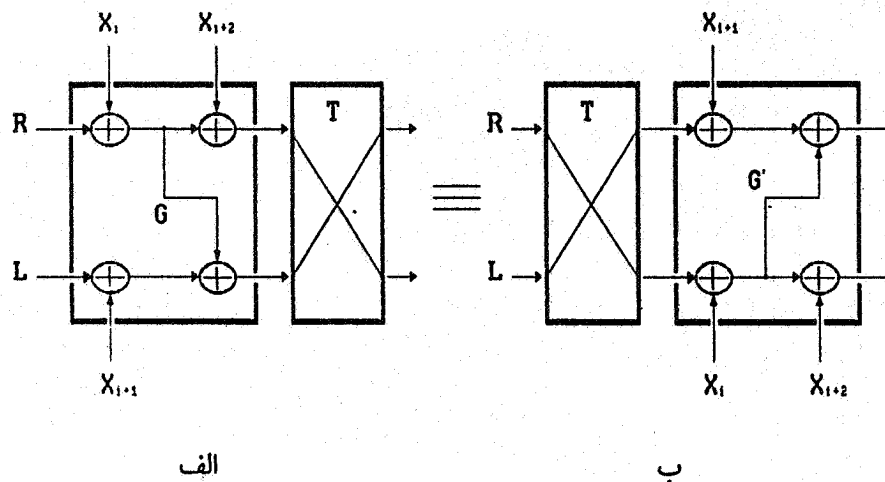 X₁ X₁₊₂ X₁₊₁
R T R T
G G'
L L
X₁₊₁ X₁ X₁₊₂
الف ب